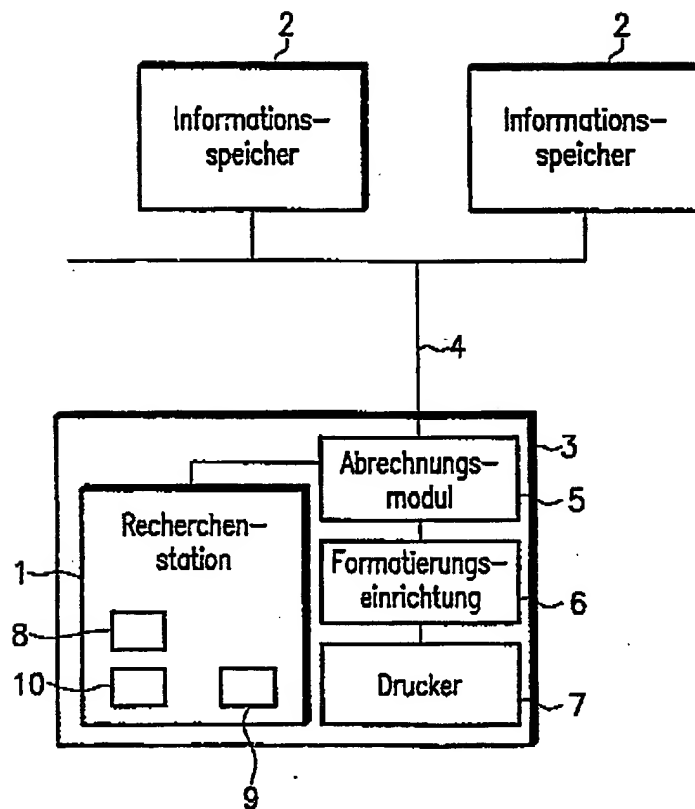 2
2
Informations-
speicher
Informations-
speicher
4
3
Abrechnungs-
modul
5
Recherchen-
station
1
Formatierungs-
einrichtung
6
8
10
Drucker
7
9